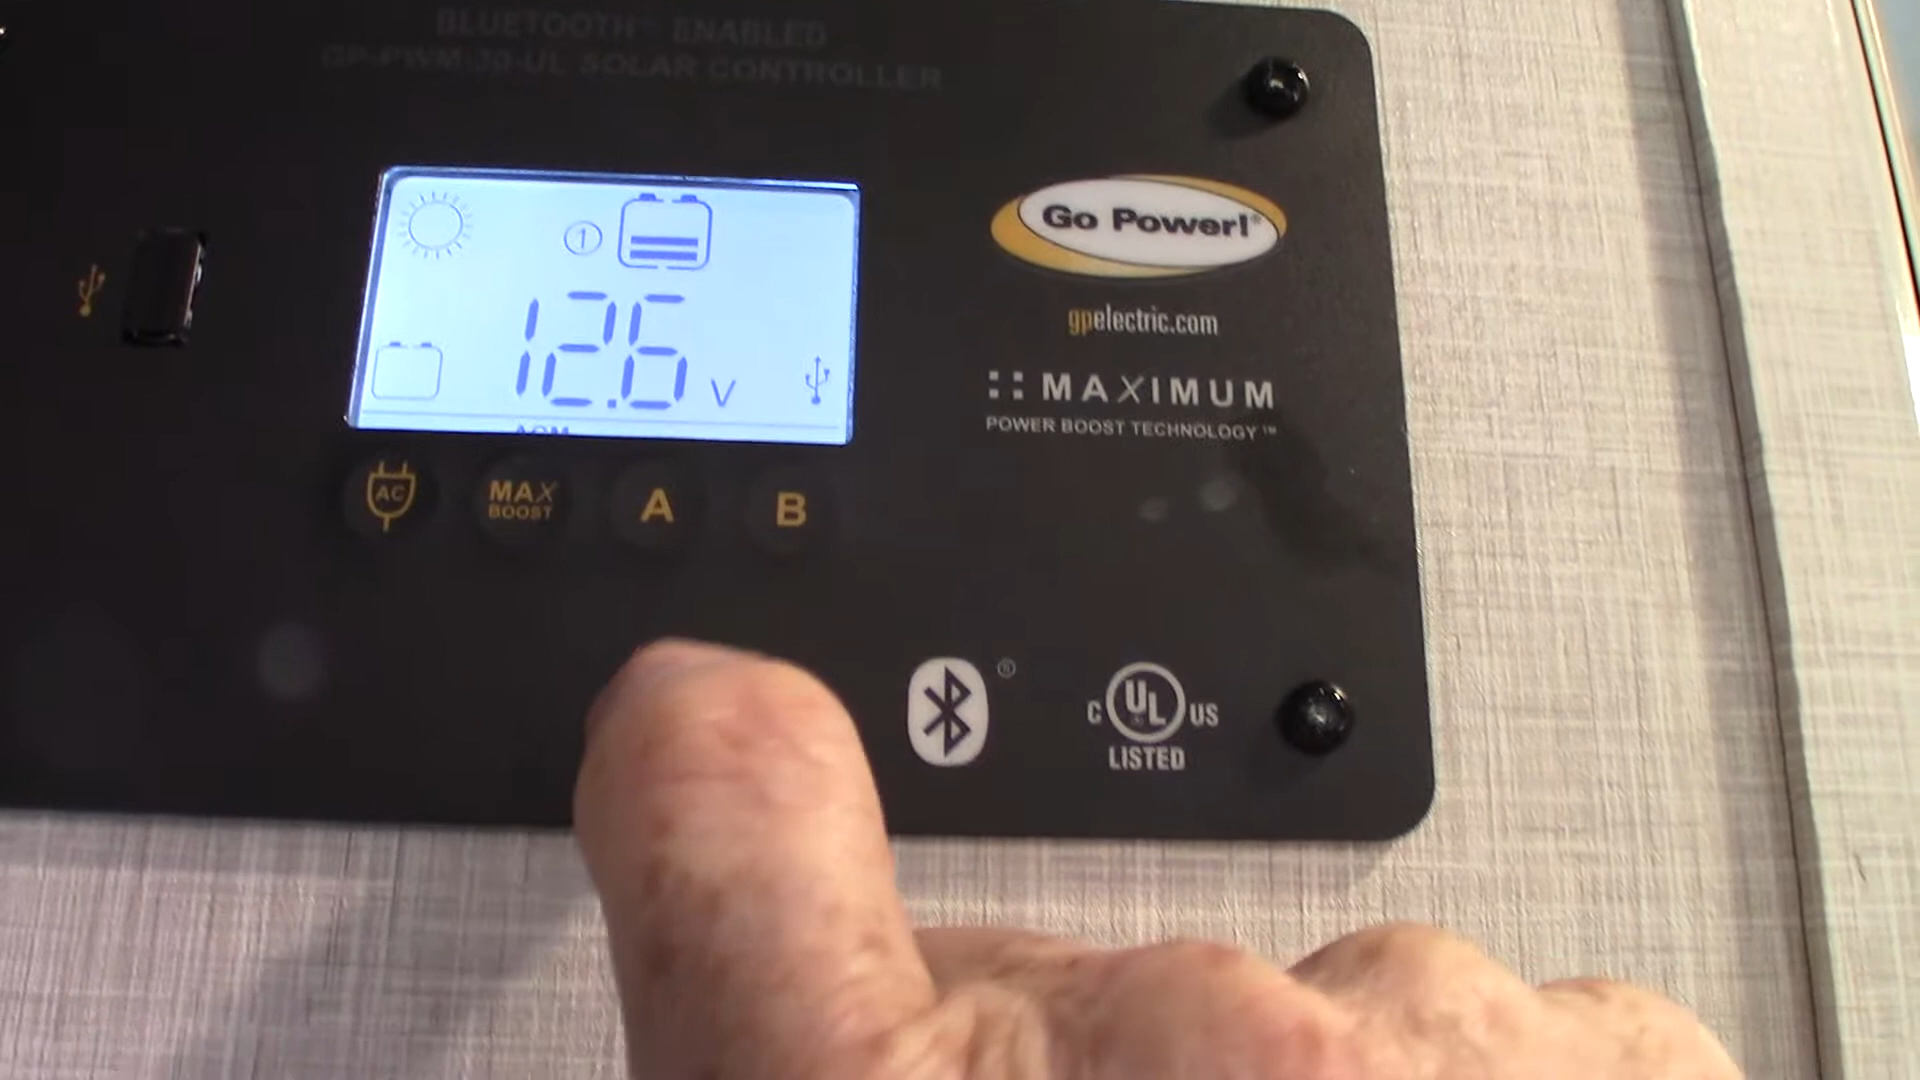 BLUETOOTH® ENABLED
GP-PWM-30-UL SOLAR CONTROLLER
1
12.6 V
AGM
AC
MAX BOOST
A
B
Go Power!®
gpelectric.com
MAXIMUM
POWER BOOST TECHNOLOGY™
®
C UL US
LISTED